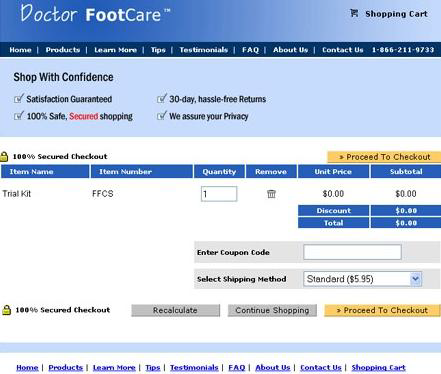 Doctor FootCare™
Shopping Cart
Home | Products | Learn More | Tips | Testimonials | FAQ | About Us | Contact Us 1-866-211-9733
Shop With Confidence
Satisfaction Guaranteed 30-day, hassle-free Returns
100% Safe, Secured shopping We assure your Privacy
100% Secured Checkout » Proceed To Checkout
Item Name Item Number Quantity Remove Unit Price Subtotal
Trial Kit FFCS 1 $0.00 $0.00
Discount $0.00
Total $0.00
Enter Coupon Code
Select Shipping Method Standard ($5.95)
100% Secured Checkout Recalculate Continue Shopping » Proceed To Checkout
Home | Products | Learn More | Tips | Testimonials | FAQ | About Us | Contact Us | Shopping Cart